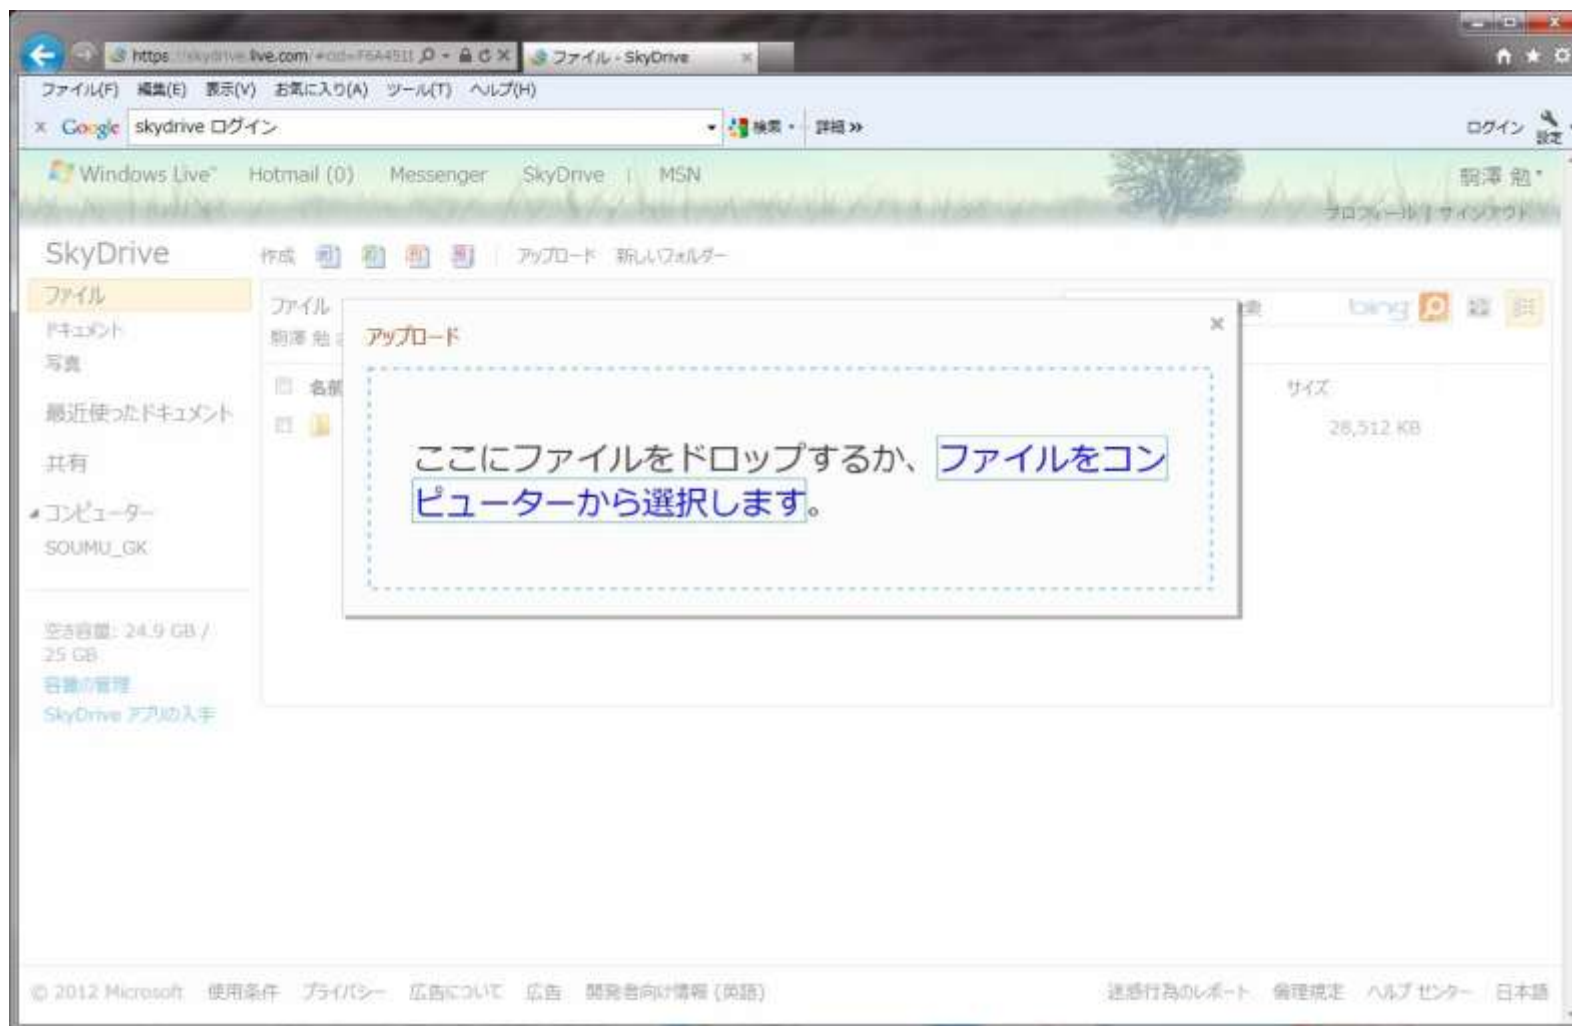 ファイル - SkyDrive
ファイル(F) 編集(E) 表示(V) お気に入り(A) ツール(T) ヘルプ(H)
x Google skydrive ログイン 検索 詳細 » ログイン 設定
Windows Live™ Hotmail (0) Messenger SkyDrive | MSN 駒澤 勉
プロフィール | サインアウト
SkyDrive 作成 アップロード 新しいフォルダー
ファイル
ドキュメント
写真
最近使ったドキュメント
共有
コンピューター
SOUMU_GK
空き容量: 24.9 GB /
25 GB
容量の管理
SkyDrive アプリの入手
ファイル bing
駒澤 勉
サイズ
28,512 KB
アップロード ×
ここにファイルをドロップするか、ファイルをコン
ピューターから選択します。
© 2012 Microsoft 使用条件 プライバシー 広告について 広告 開発者向け情報 (英語) 迷惑行為のレポート 倫理規定 ヘルプ センター 日本語